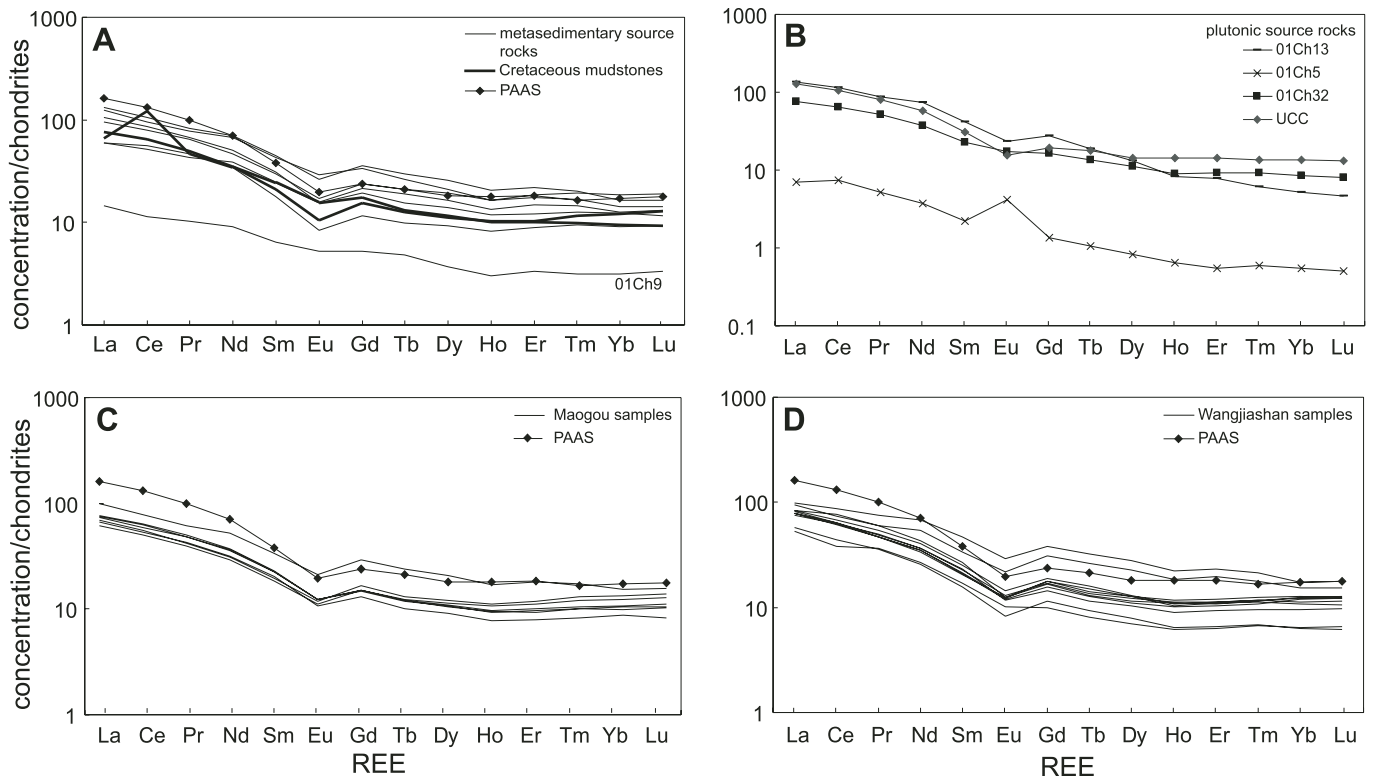 A
1000
100
10
1
concentration/chondrites
metasedimentary source
rocks
Cretaceous mudstones
PAAS
01Ch9
La Ce Pr Nd Sm Eu Gd Tb Dy Ho Er Tm Yb Lu
B
1000
100
10
1
0.1
plutonic source rocks
01Ch13
01Ch5
01Ch32
UCC
La Ce Pr Nd Sm Eu Gd Tb Dy Ho Er Tm Yb Lu
C
1000
100
10
1
concentration/chondrites
Maogou samples
PAAS
La Ce Pr Nd Sm Eu Gd Tb Dy Ho Er Tm Yb Lu
REE
D
1000
100
10
1
Wangjiashan samples
PAAS
La Ce Pr Nd Sm Eu Gd Tb Dy Ho Er Tm Yb Lu
REE